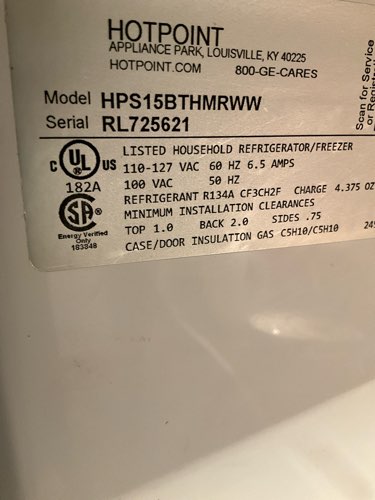 HOTPOINT
APPLIANCE PARK, LOUISVILLE, KY 40225
HOTPOINT.COM 800-GE-CARES
Scan for Service
Model HPS15BTHMRWW
Serial RL725621
C UL US
182A
LISTED HOUSEHOLD REFRIGERATOR/FREEZER
110-127 VAC 60 HZ 6.5 AMPS
100 VAC 50 HZ
REFRIGERANT R134A CF3CH2F CHARGE 4.375 OZ
MINIMUM INSTALLATION CLEARANCES
TOP 1.0 BACK 2.0 SIDES .75
CASE/DOOR INSULATION GAS C5H10/C5H10
SA
Energy Verified
Only
183848